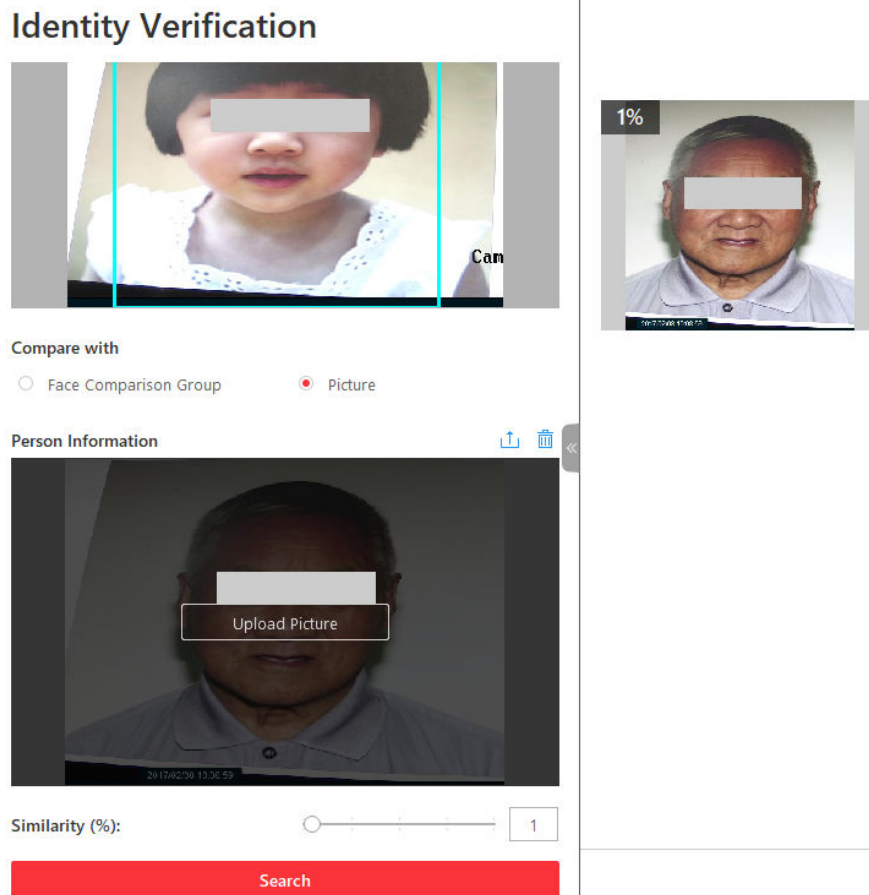 Identity Verification
Cam
Compare with
Face Comparison Group
Picture
Person Information
Upload Picture
2017/02/08 10:08:59
Similarity (%):
1
Search
1%